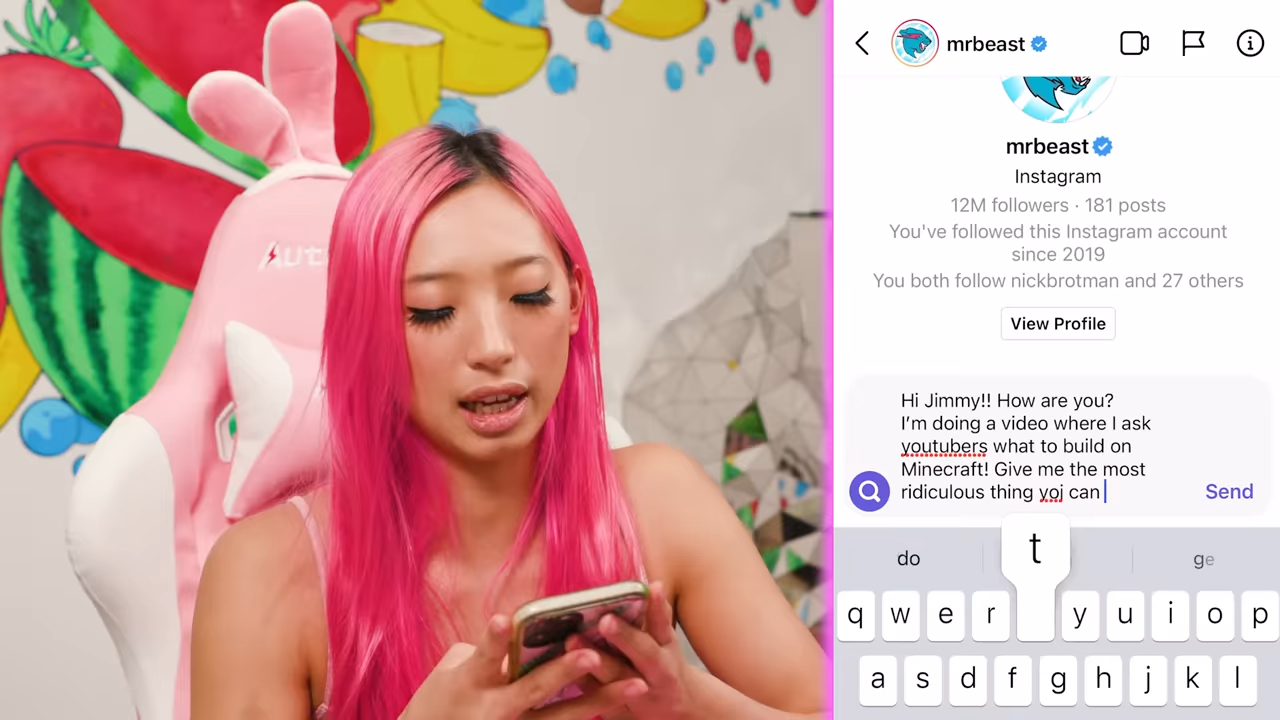 mrbeast
mrbeast
Instagram
12M followers · 181 posts
You've followed this Instagram account
since 2019
You both follow nickbrotman and 27 others
View Profile
Hi Jimmy!! How are you?
I'm doing a video where I ask
youtubers what to build on
Minecraft! Give me the most
ridiculous thing yoi can
Send
do
t
ge
q w e r y u i o p
a s d f g h j k l